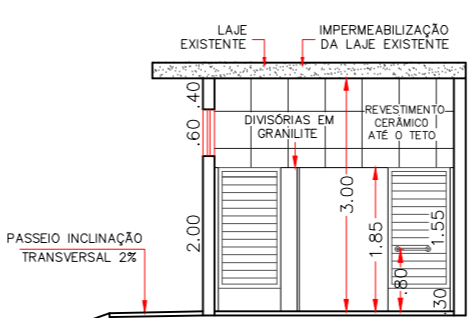 LAJE
EXISTENTE
IMPERMEABILIZAÇÃO
DA LAJE EXISTENTE
.40
.60
DIVISÓRIAS EM
GRANILITE
REVESTIMENTO
CERÂMICO
ATÉ O TETO
3.00
2.00
1.85
1.55
.80
.30
PASSEIO INCLINAÇÃO
TRANSVERSAL 2%